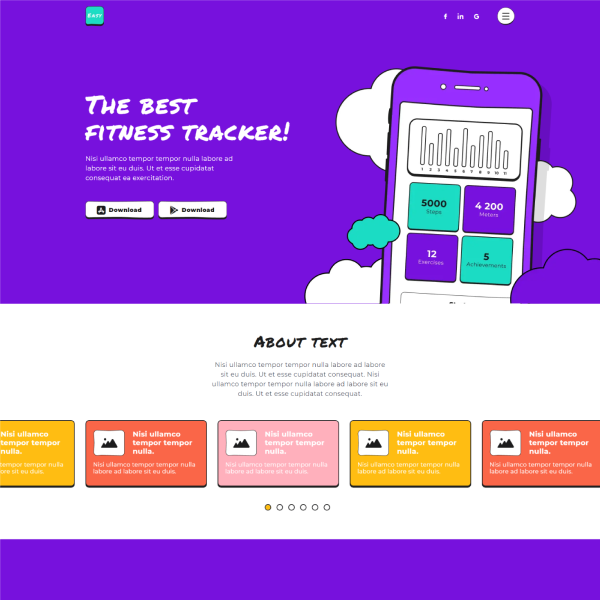 Easy
f in G
The best
fitness tracker!
Nisi ullamco tempor tempor nulla labore ad
labore sit eu duis. Ut et esse cupidatat
consequat ea exercitation.
Download
Download
1 2 3 4 5 6 7 8 9 10 11
5000
Steps
4 200
Meters
12
Exercises
5
Achievements
About text
Nisi ullamco tempor tempor nulla labore ad labore
sit eu duis. Ut et esse cupidatat consequat. Nisi
ullamco tempor tempor nulla labore ad labore sit eu
duis. Ut et esse cupidatat consequat.
Nisi ullamco
tempor tempor
nulla.
tempor tempor nulla
ore sit eu duis.
Nisi ullamco
tempor tempor
nulla.
Nisi ullamco tempor tempor nulla
labore ad labore sit eu duis.
Nisi ullamco
tempor tempor
nulla.
Nisi ullamco tempor tempor nulla
labore ad labore sit eu duis.
Nisi ullamco
tempor tempor
nulla.
Nisi ullamco tempor tempor nulla
labore ad labore sit eu duis.
Nisi ullamco
tempor tempor
nulla.
Nisi ullamco tempor tempor nulla
labore ad labore sit eu duis.